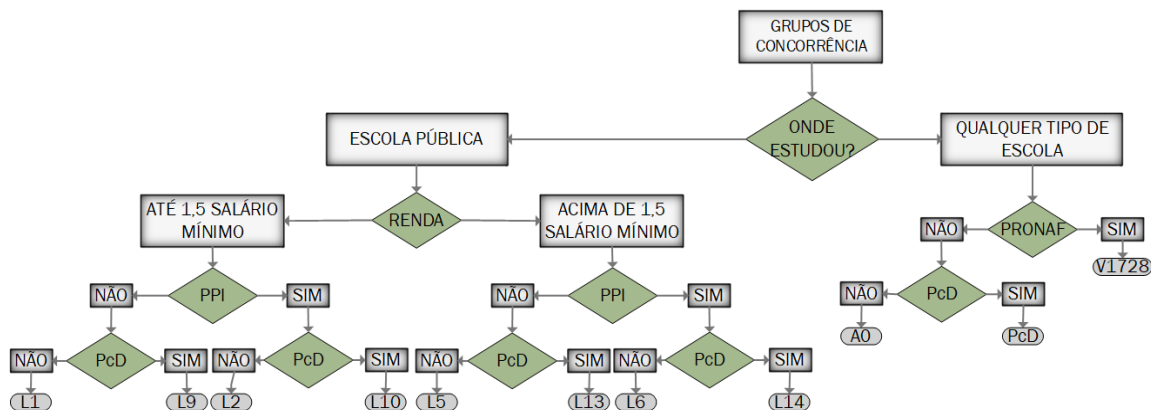 GRUPOS DE
CONCORRÊNCIA
ONDE
ESTUDOU?
ESCOLA PÚBLICA
QUALQUER TIPO DE
ESCOLA
ATÉ 1,5 SALÁRIO
MÍNIMO
RENDA
ACIMA DE 1,5
SALÁRIO MÍNIMO
NÃO
PRONAF
SIM
V1728
NÃO
PPI
SIM
NÃO
PPI
SIM
NÃO
PcD
SIM
A0
PcD
NÃO
PcD
SIM
NÃO
PcD
SIM
NÃO
PcD
SIM
NÃO
PcD
SIM
L1
L9
L2
L10
L5
L13
L6
L14